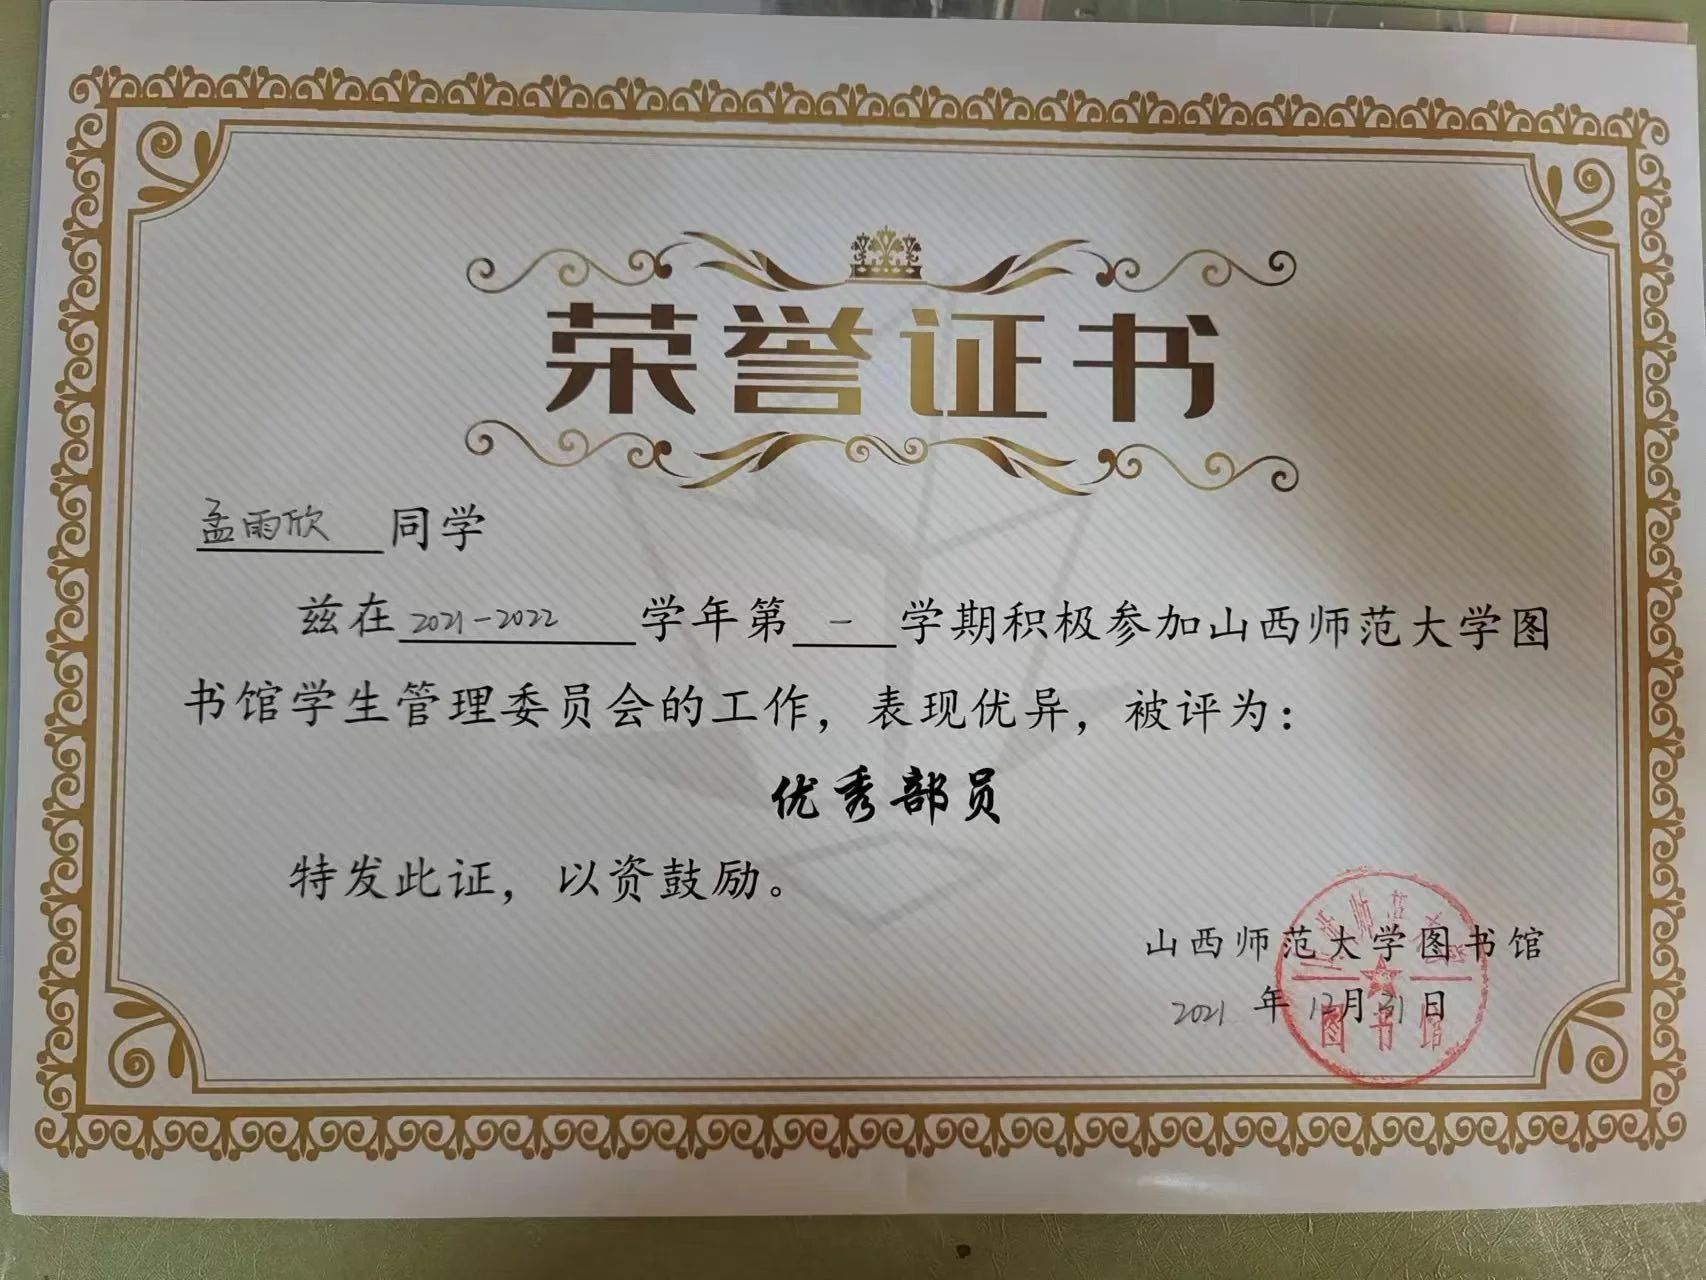 荣誉证书
孟雨欣 同学
兹在 2021-2022 学年第 一 学期积极参加山西师范大学图
书馆学生管理委员会的工作，表现优异，被评为：
优秀部员
特发此证，以资鼓励。
山西师范大学图书馆
2021 年 12月31日
图书馆